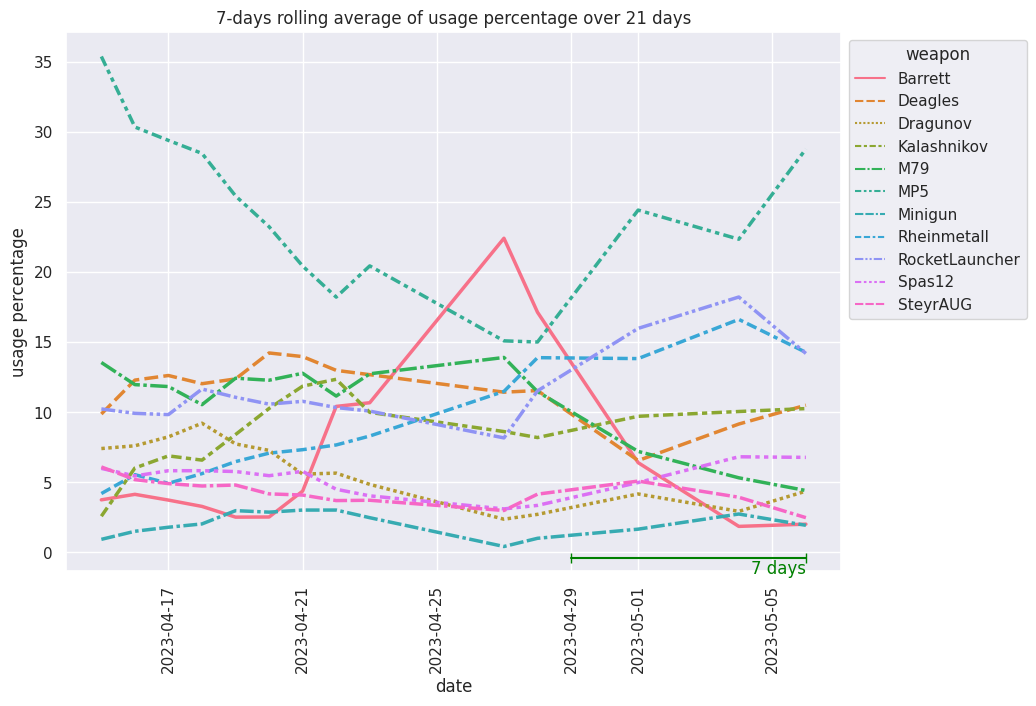 7-days rolling average of usage percentage over 21 days
weapon
Barrett
Deagles
Dragunov
Kalashnikov
M79
MP5
Minigun
Rheinmetall
RocketLauncher
Spas12
SteyrAUG
usage percentage
35
30
25
20
15
10
5
0
7 days
2023-04-17
2023-04-21
2023-04-25
2023-04-29
2023-05-01
2023-05-05
date